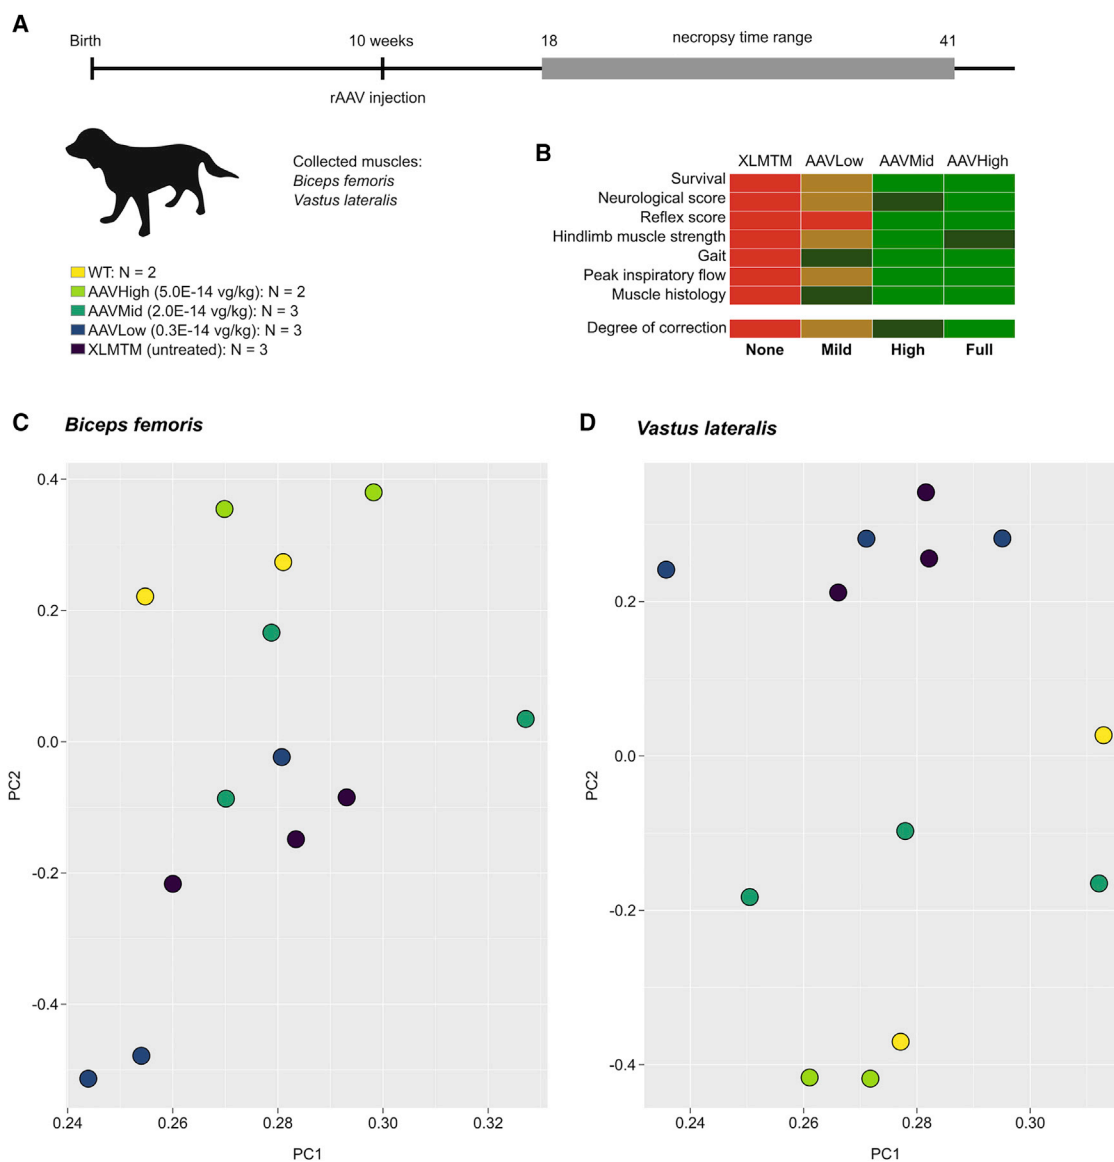 A
Birth
10 weeks
18
necropsy time range
41
rAAV injection
Collected muscles:
Biceps femoris
Vastus lateralis
WT: N = 2
AAVHigh (5.0E-14 vg/kg): N = 2
AAVMid (2.0E-14 vg/kg): N = 3
AAVLow (0.3E-14 vg/kg): N = 3
XLMTM (untreated): N = 3
B
XLMTM AAVLow AAVMid AAVHigh
Survival
Neurological score
Reflex score
Hindlimb muscle strength
Gait
Peak inspiratory flow
Muscle histology
Degree of correction
None Mild High Full
C Biceps femoris
0.4
0.2
0.0
-0.2
-0.4
PC2
0.24 0.26 0.28 0.30 0.32
PC1
D Vastus lateralis
0.2
0.0
-0.2
-0.4
PC2
0.24 0.26 0.28 0.30
PC1